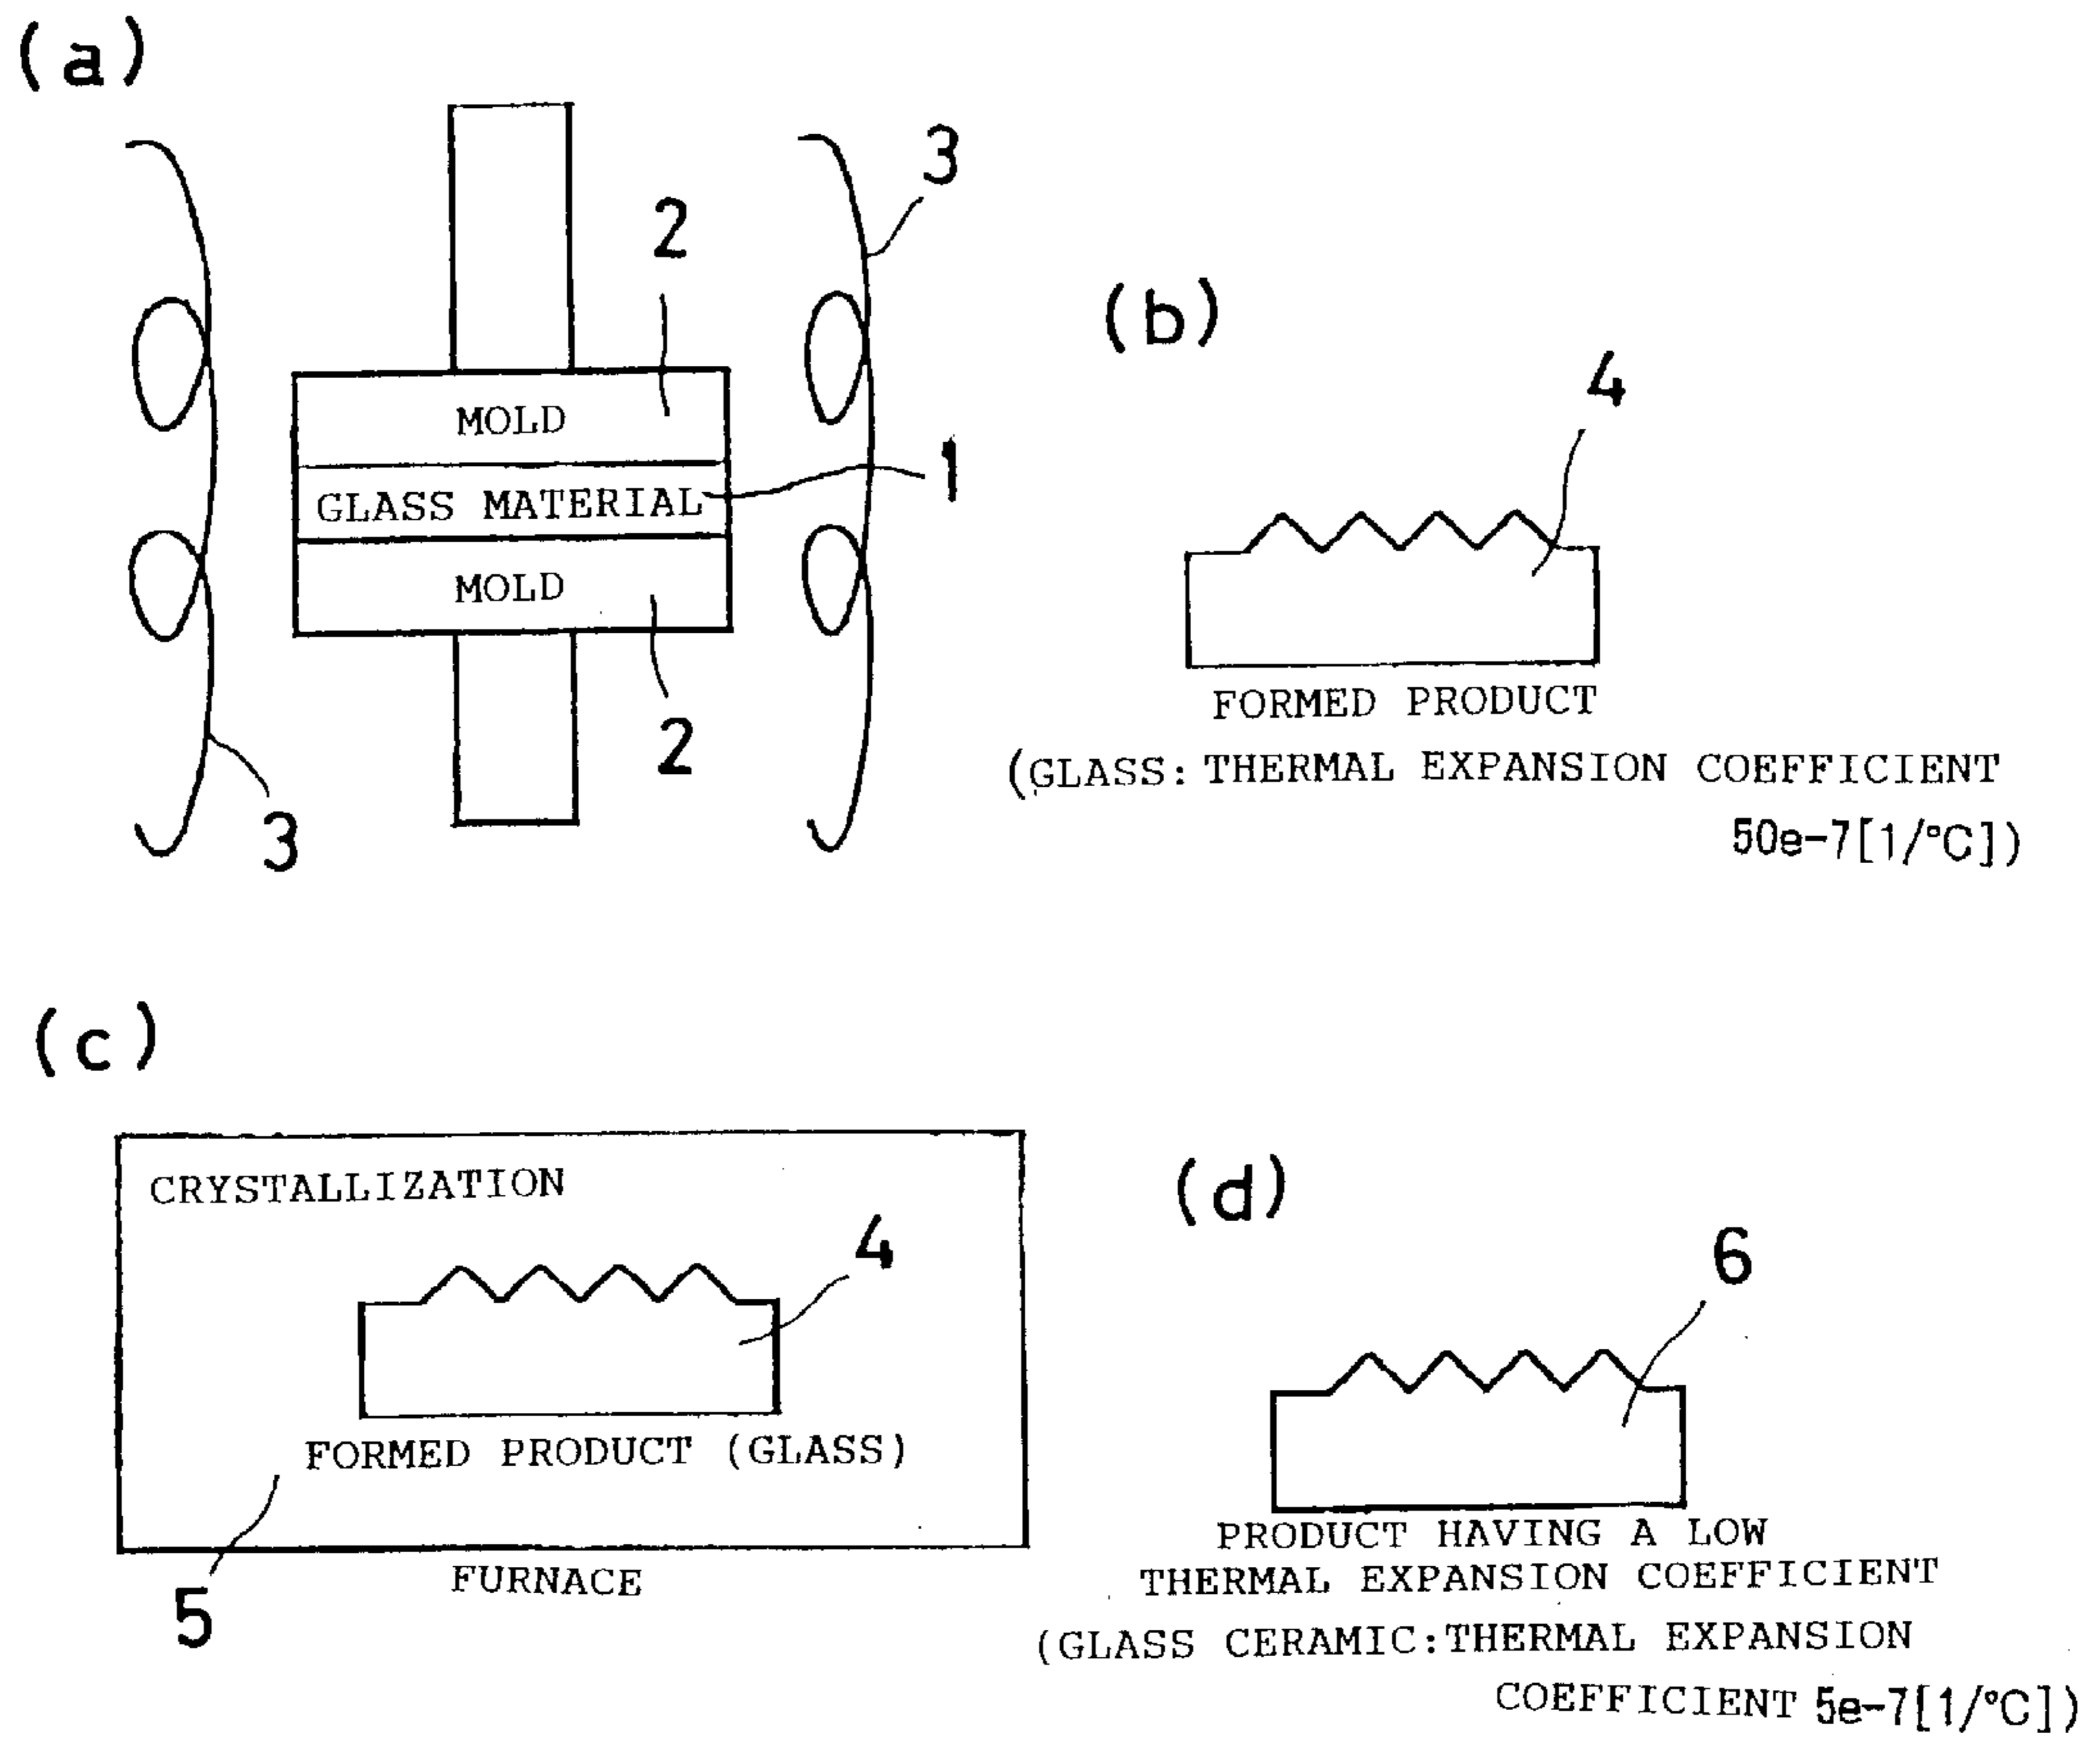 (a)
3
2
MOLD
1
GLASS MATERIAL
MOLD
2
3
(b)
4
FORMED PRODUCT
(GLASS: THERMAL EXPANSION COEFFICIENT
50e-7[1/°C])
(c)
CRYSTALLIZATION
4
FORMED PRODUCT (GLASS)
5
FURNACE
(d)
6
PRODUCT HAVING A LOW
THERMAL EXPANSION COEFFICIENT
(GLASS CERAMIC:THERMAL EXPANSION
COEFFICIENT 5e-7[1/°C])